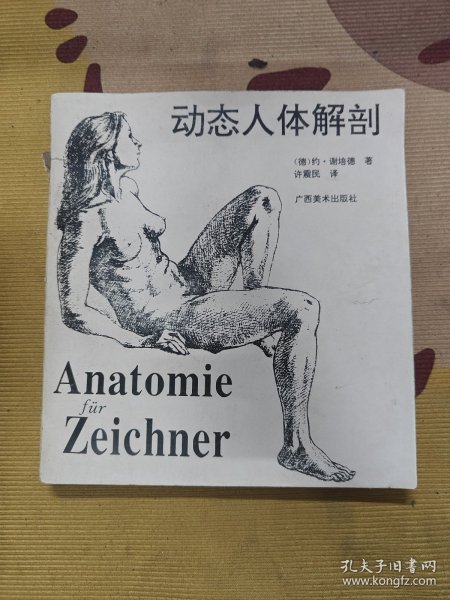 动态人体解剖
(德)约·谢培德 著
许震民 译
广西美术出版社
Anatomie
für
Zeichner
孔夫子旧书网
www.kongfz.com